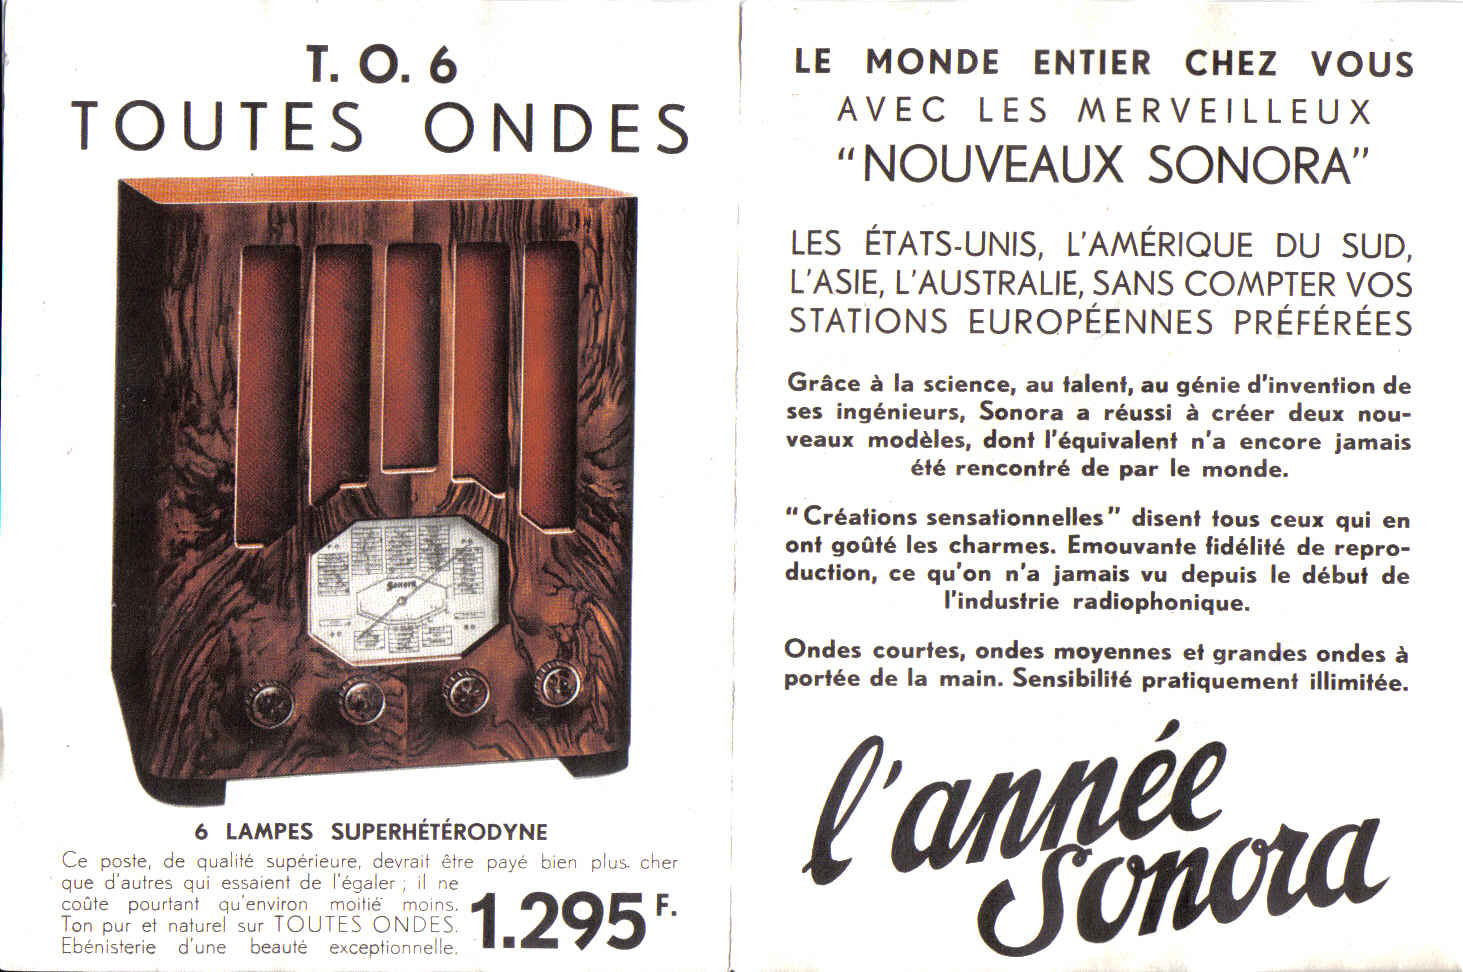 T. O. 6
TOUTES ONDES
SONORA
6 LAMPES SUPERHÉTÉRODYNE
Ce poste, de qualité supérieure, devrait être payé bien plus cher
que d'autres qui essaient de l'égaler ; il ne
coûte pourtant qu'environ moitié moins.
Ton pur et naturel sur TOUTES ONDES.
Ebénisterie d'une beauté exceptionnelle.
1.295 F.
LE MONDE ENTIER CHEZ VOUS
AVEC LES MERVEILLEUX
"NOUVEAUX SONORA"
LES ÉTATS-UNIS, L'AMÉRIQUE DU SUD,
L'ASIE, L'AUSTRALIE, SANS COMPTER VOS
STATIONS EUROPÉENNES PRÉFÉRÉES
Grâce à la science, au talent, au génie d'invention de
ses ingénieurs, Sonora a réussi à créer deux nou-
veaux modèles, dont l'équivalent n'a encore jamais
été rencontré de par le monde.
"Créations sensationnelles" disent tous ceux qui en
ont goûté les charmes. Emouvante fidélité de repro-
duction, ce qu'on n'a jamais vu depuis le début de
l'industrie radiophonique.
Ondes courtes, ondes moyennes et grandes ondes à
portée de la main. Sensibilité pratiquement illimitée.
l'année
Sonora